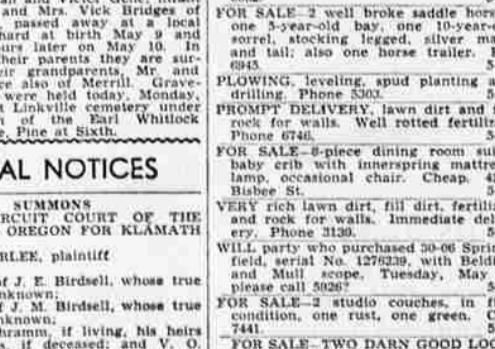 and Mrs. Vick Bridges of
passed away at a local
hard at birth May 9 and
urs later on May 10. In
their parents they are sur-
eir grandparents, Mr. and
re also of Merrill. Grave-
were held today, Monday,
Linkville cemetery under
n of the Earl Whitlock
e, Pine at Sixth.
AL NOTICES
SUMMONS
RCUIT COURT OF THE
OREGON FOR KLAMATH
RLEE, plaintiff
f J. E. Birdsell, whose true
nknown;
f J. M. Birdsell, whose true
nknown;
hramm, if living, his heirs
s, if deceased; and V. O.
FOR SALE—2 well broke saddle hors
one 5-year-old bay, one 10-year-
sorrel, stocking legged, silver ma
and tail; also one horse trailer.
6945.
PLOWING, leveling, spud planting a
drilling. Phone 5303.
PROMPT DELIVERY, lawn dirt and
rock for walls. Well rotted fertiliz
Phone 6746.
FOR SALE—8-piece dining room sui
baby crib with innerspring mattre
lamp, occasional chair. Cheap. 4
Bisbee St.
VERY rich lawn dirt, fill dirt, fertiliz
and rock for walls. Immediate del
ery. Phone 3130.
WILL party who purchased 30-06 Sprin
field, serial No. 1276239, with Beldi
and Mull scope, Tuesday, May
please call 5926?
FOR SALE—2 studio couches, in f
condition, one rust, one green. C
7441.
FOR SALE—TWO DARN GOOD LOO